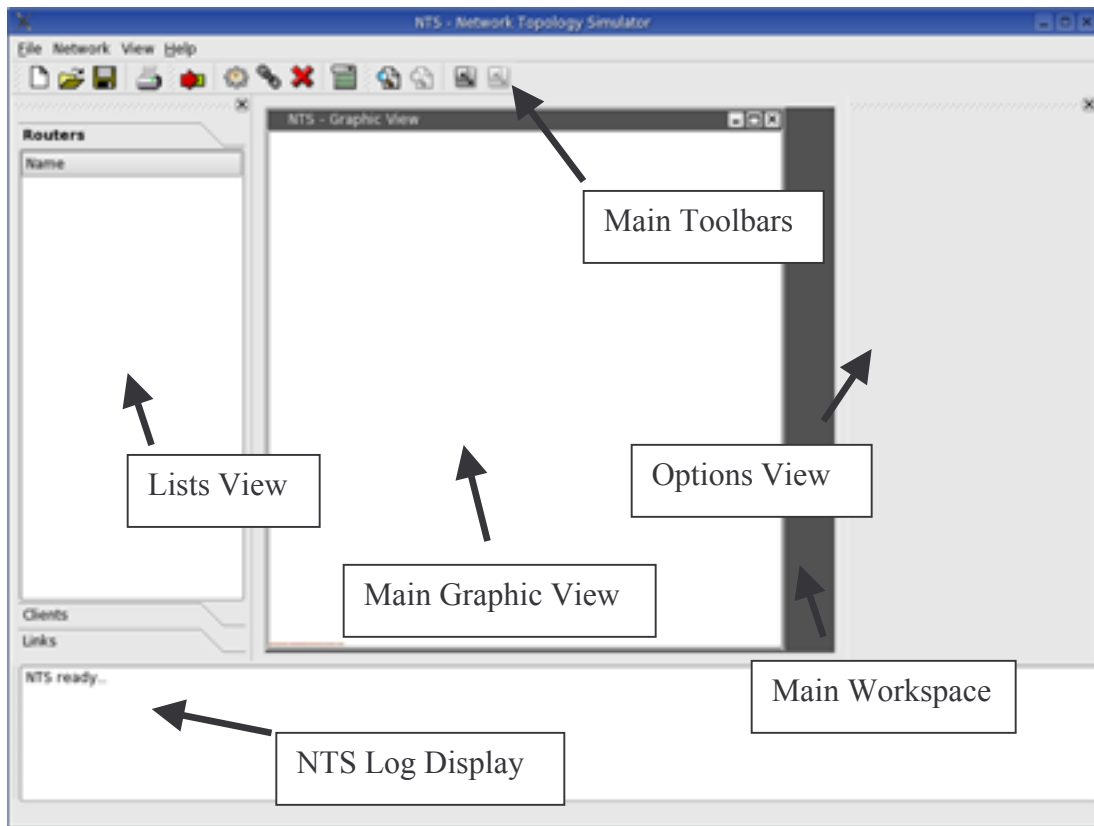 NTS - Network Topology Simulator
File Network View Help
NTS - Graphic View
Routers
Name
Main Toolbars
Lists View
Options View
Main Graphic View
Clients
Links
NTS ready...
Main Workspace
NTS Log Display